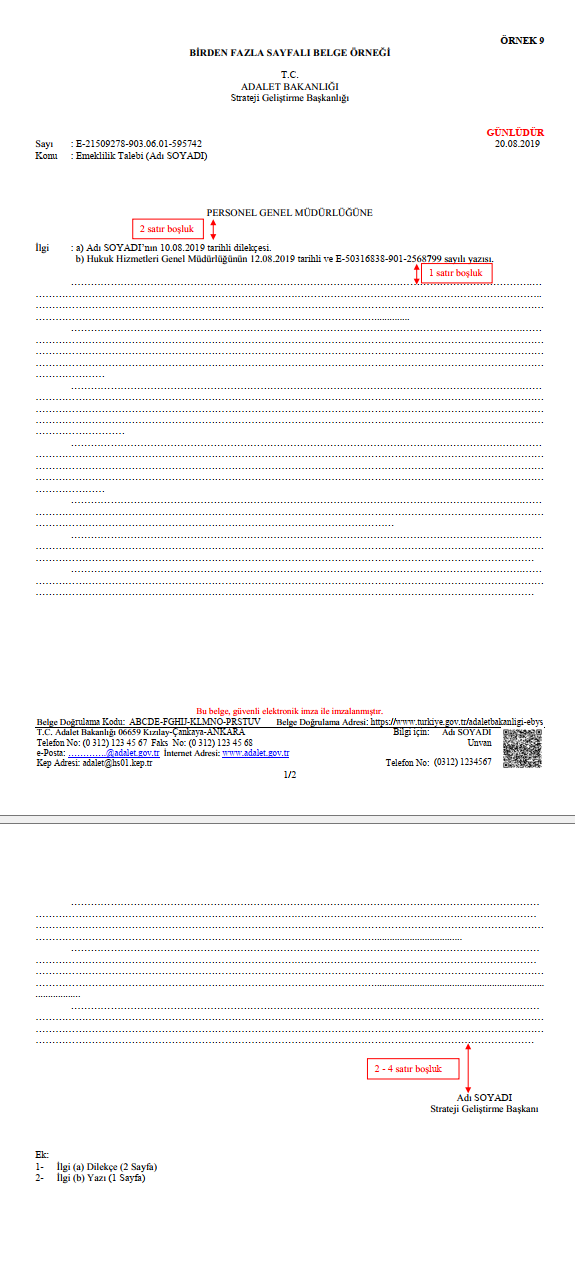 ÖRNEK 9
BİRDEN FAZLA SAYFALI BELGE ÖRNEĞİ
T.C.
ADALET BAKANLIĞI
Strateji Geliştirme Başkanlığı
GÜNLÜDÜR
Sayı : E-21509278-903.06.01-595742 20.08.2019
Konu : Emeklilik Talebi (Adı SOYADI)
PERSONEL GENEL MÜDÜRLÜĞÜNE
2 satır boşluk
İlgi : a) Adı SOYADI’nın 10.08.2019 tarihli dilekçesi.
b) Hukuk Hizmetleri Genel Müdürlüğünün 12.08.2019 tarihli ve E-50316838-901-2568799 sayılı yazısı.
1 satır boşluk
Bu belge, güvenli elektronik imza ile imzalanmıştır.
Belge Doğrulama Kodu: ABCDE-FGHIJ-KLMNO-PRSTUV Belge Doğrulama Adresi: https://www.turkiye.gov.tr/adaletbakanligi-ebys
T.C. Adalet Bakanlığı 06659 Kızılay-Çankaya-ANKARA Bilgi için: Adı SOYADI
Telefon No: (0 312) 123 45 67 Faks No: (0 312) 123 45 68 Unvan
e-Posta: ………….@adalet.gov.tr İnternet Adresi: www.adalet.gov.tr
Kep Adresi: adalet@hs01.kep.tr Telefon No: (0312) 1234567
1/2
2 - 4 satır boşluk
Adı SOYADI
Strateji Geliştirme Başkanı
Ek:
1- İlgi (a) Dilekçe (2 Sayfa)
2- İlgi (b) Yazı (1 Sayfa)